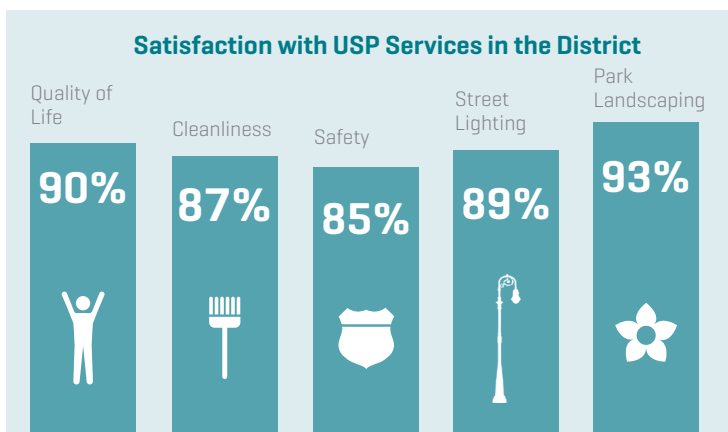 Satisfaction with USP Services in the District
Quality of
Life
90%
Cleanliness
87%
Safety
85%
Street
Lighting
89%
Park
Landscaping
93%